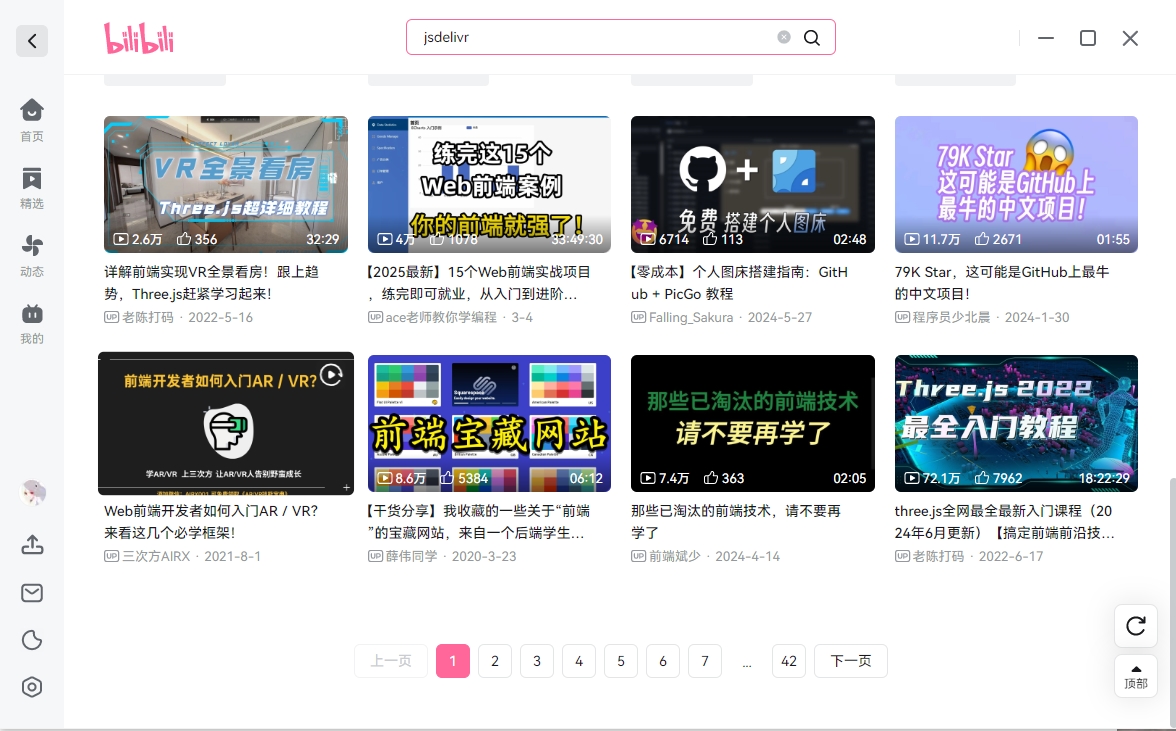 bilibili
jsdelivr
首页
精选
动态
我的
VR全景看房
Three.js超详细教程
2.6万 356 32:29
详解前端实现VR全景看房！跟上趋
势，Three.js赶紧学习起来！
UP 老陈打码 · 2022-5-16
练完这15个
Web前端案例
你的前端就强了！
4万 1078 33:49:30
【2025最新】15个Web前端实战项目
，练完即可就业，从入门到进阶...
UP ace老师教你学编程 · 3-4
免费 搭建个人图床
6714 113 02:48
【零成本】个人图床搭建指南：GitH
ub + PicGo 教程
UP Falling_Sakura · 2024-5-27
79K Star
这可能是GitHub上
最牛的中文项目！
11.7万 2671 01:55
79K Star，这可能是GitHub上最牛
的中文项目！
UP 程序员少北晨 · 2024-1-30
前端开发者如何入门AR / VR？
学AR/VR 上三次方 让AR/VR人告别野蛮成长
Web前端开发者如何入门AR / VR？
来看这几个必学框架！
UP 三次方AIRX · 2021-8-1
Squarespace
前端宝藏网站
8.6万 5384 06:12
【干货分享】我收藏的一些关于“前端
”的宝藏网站，来自一个后端学生...
UP 薛伟同学 · 2020-3-23
那些已淘汰的前端技术
请不要再学了
7.4万 363 02:05
那些已淘汰的前端技术，请不要再
学了
UP 前端斌少 · 2024-4-14
Three.js 2022
最全入门教程
72.1万 7962 18:22:29
three.js全网最全最新入门课程（20
24年6月更新）【搞定前端前沿技...
UP 老陈打码 · 2022-6-17
上一页 1 2 3 4 5 6 7 ... 42 下一页
顶部